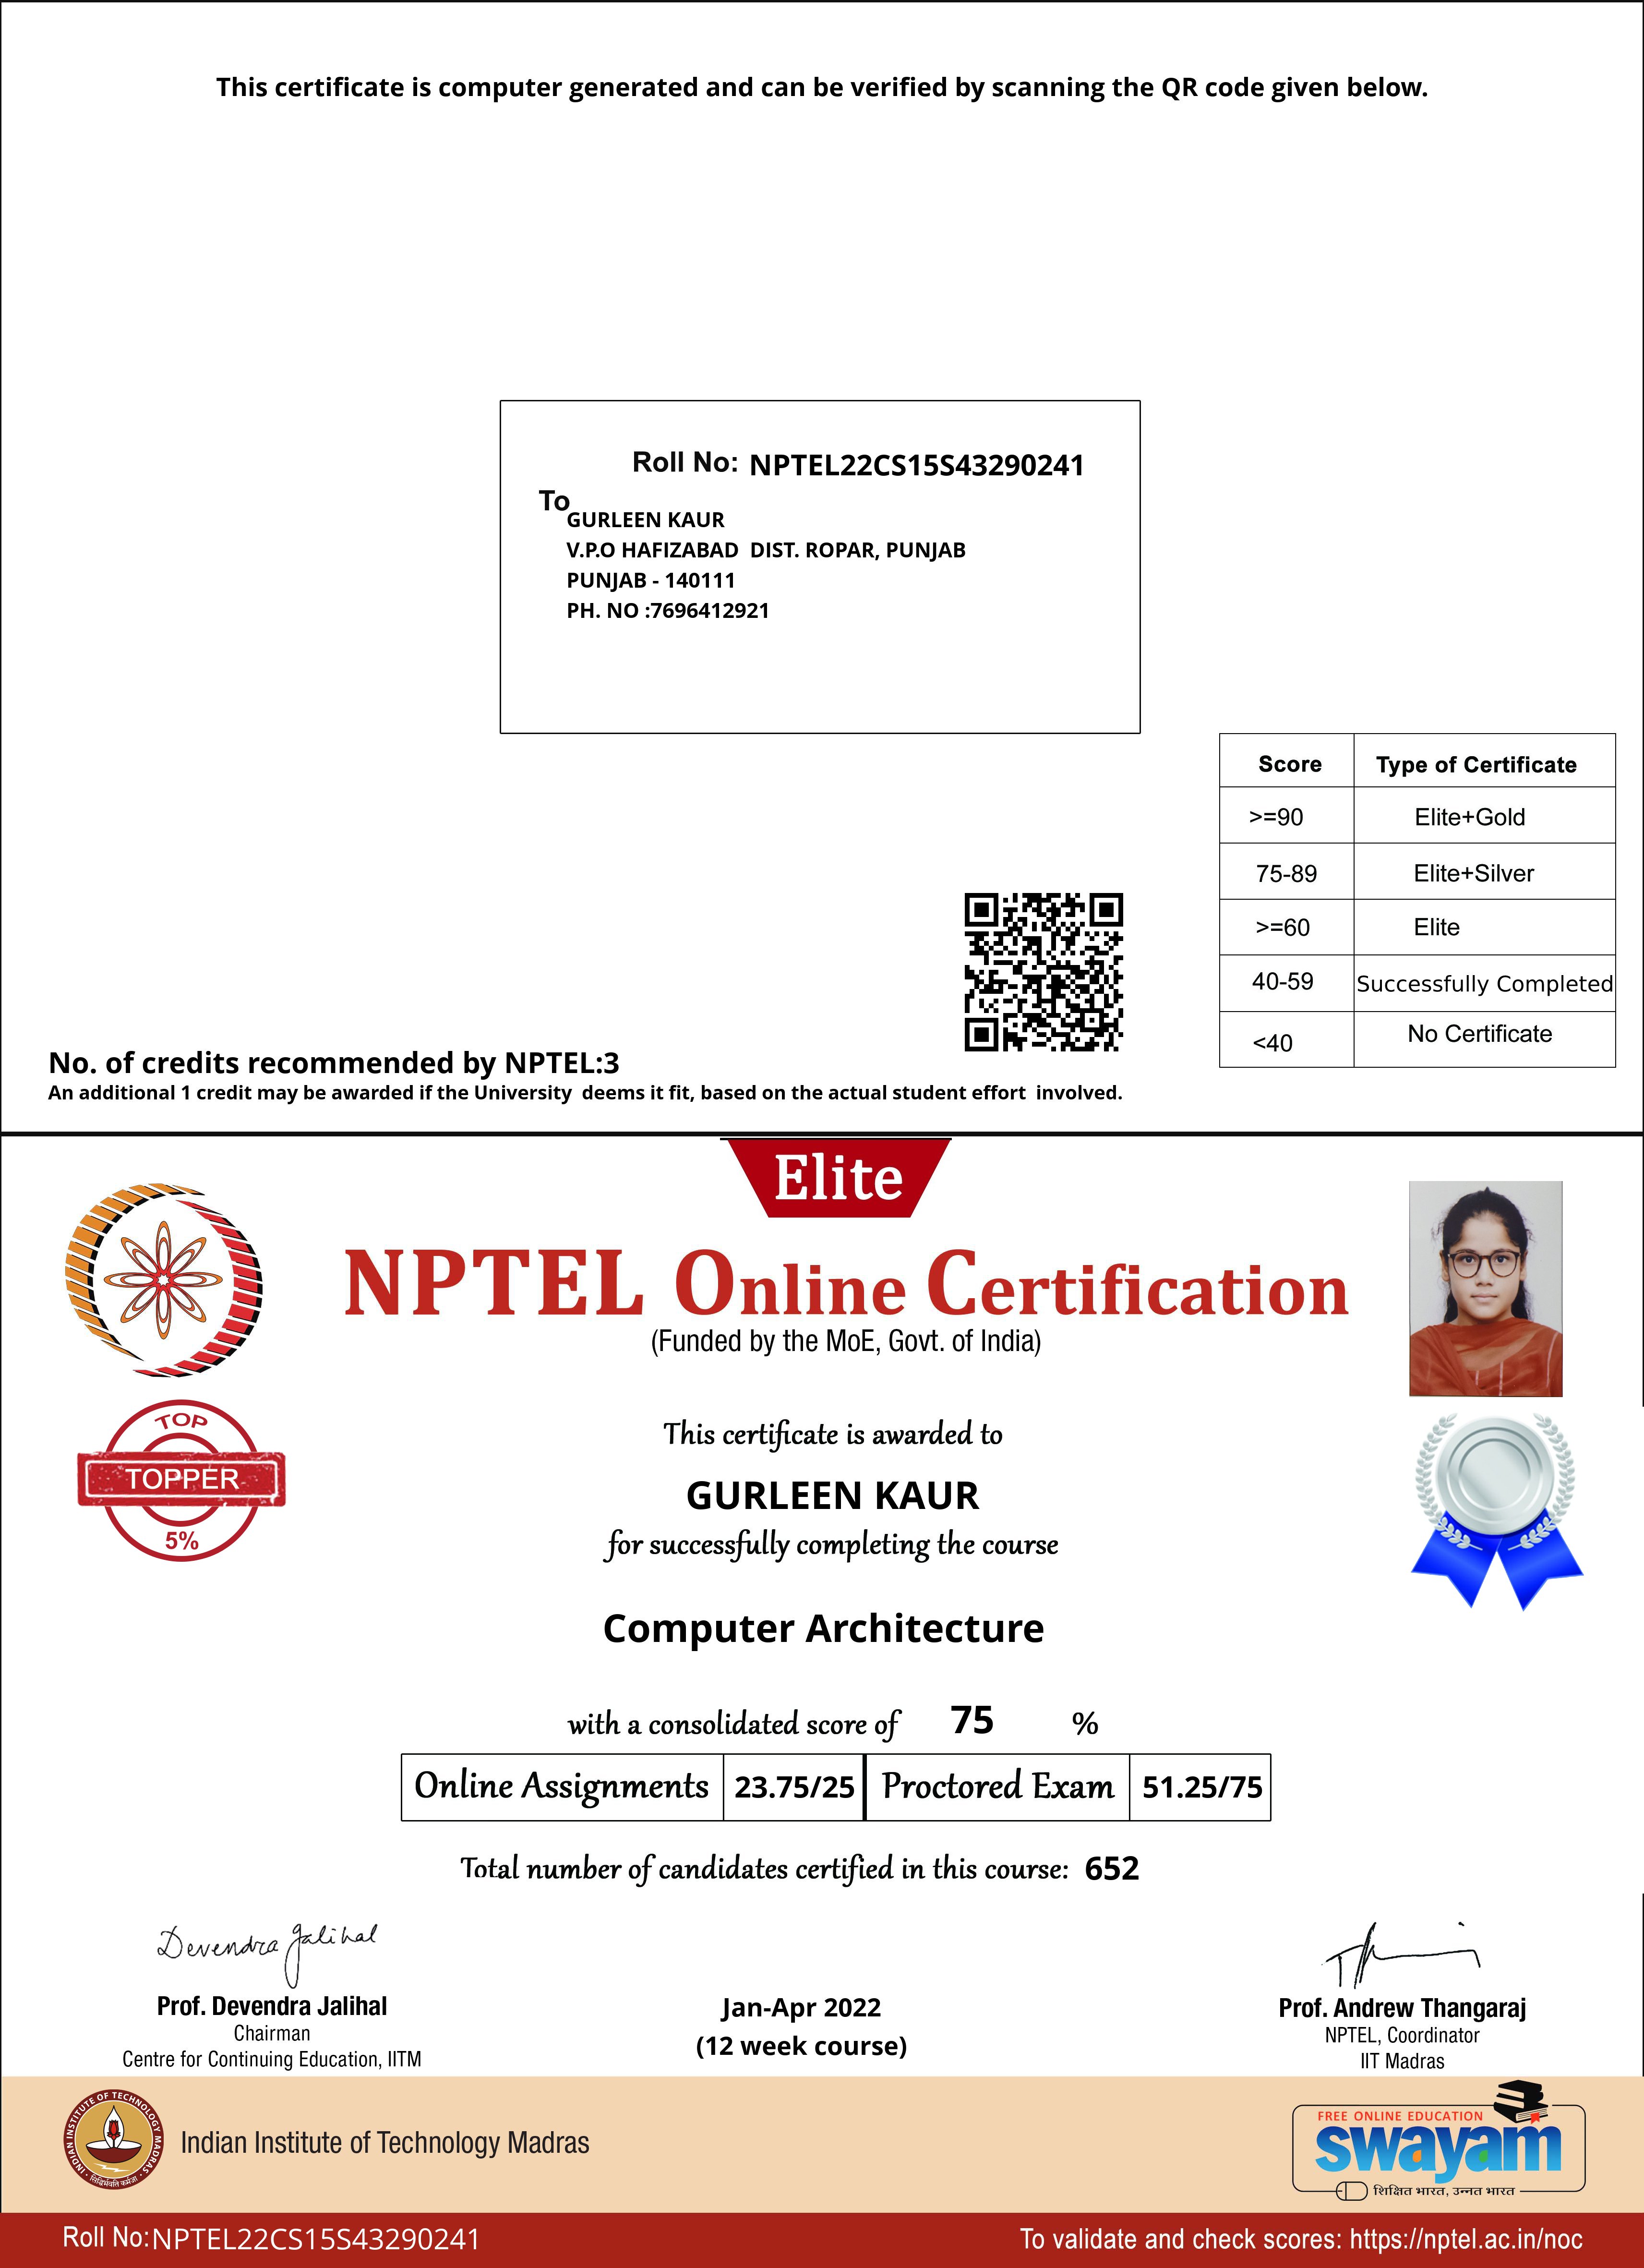 This certificate is computer generated and can be verified by scanning the QR code given below.
Roll No: NPTEL22CS15S43290241
To
GURLEEN KAUR
V.P.O HAFIZABAD  DIST. ROPAR, PUNJAB
PUNJAB - 140111
PH. NO :7696412921
Score Type of Certificate
>=90 Elite+Gold
75-89 Elite+Silver
>=60 Elite
40-59 Successfully Completed
<40 No Certificate
No. of credits recommended by NPTEL:3
An additional 1 credit may be awarded if the University  deems it fit, based on the actual student effort  involved.
Elite
NPTEL Online Certification
(Funded by the MoE, Govt. of India)
TOP
TOPPER
5%
This certificate is awarded to
GURLEEN KAUR
for successfully completing the course
Computer Architecture
with a consolidated score of 75 %
Online Assignments 23.75/25 Proctored Exam 51.25/75
Total number of candidates certified in this course: 652
Devendra Jalihal
Prof. Devendra Jalihal
Chairman
Centre for Continuing Education, IITM
Jan-Apr 2022
(12 week course)
Prof. Andrew Thangaraj
NPTEL, Coordinator
IIT Madras
INDIAN INSTITUTE OF TECHNOLOGY MADRAS
सिद्धिर्भवति कर्मजा
Indian Institute of Technology Madras
FREE ONLINE EDUCATION
swayam
शिक्षित भारत, उन्नत भारत
Roll No:NPTEL22CS15S43290241
To validate and check scores: https://nptel.ac.in/noc